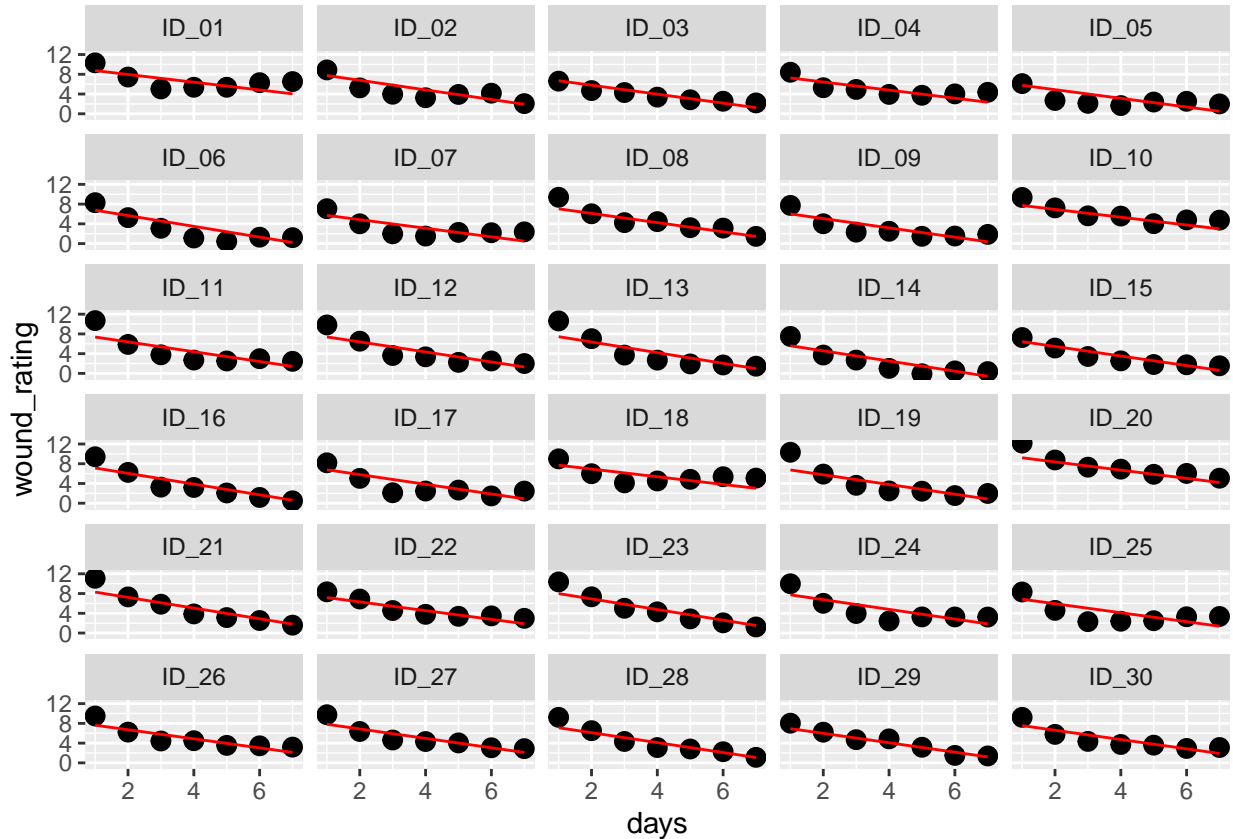 ID_01 ID_02 ID_03 ID_04 ID_05
12
8
4
0
ID_06 ID_07 ID_08 ID_09 ID_10
12
8
4
0
ID_11 ID_12 ID_13 ID_14 ID_15
12
8
4
0
wound_rating
ID_16 ID_17 ID_18 ID_19 ID_20
12
8
4
0
ID_21 ID_22 ID_23 ID_24 ID_25
12
8
4
0
ID_26 ID_27 ID_28 ID_29 ID_30
12
8
4
0
2 4 6 2 4 6 2 4 6 2 4 6 2 4 6
days